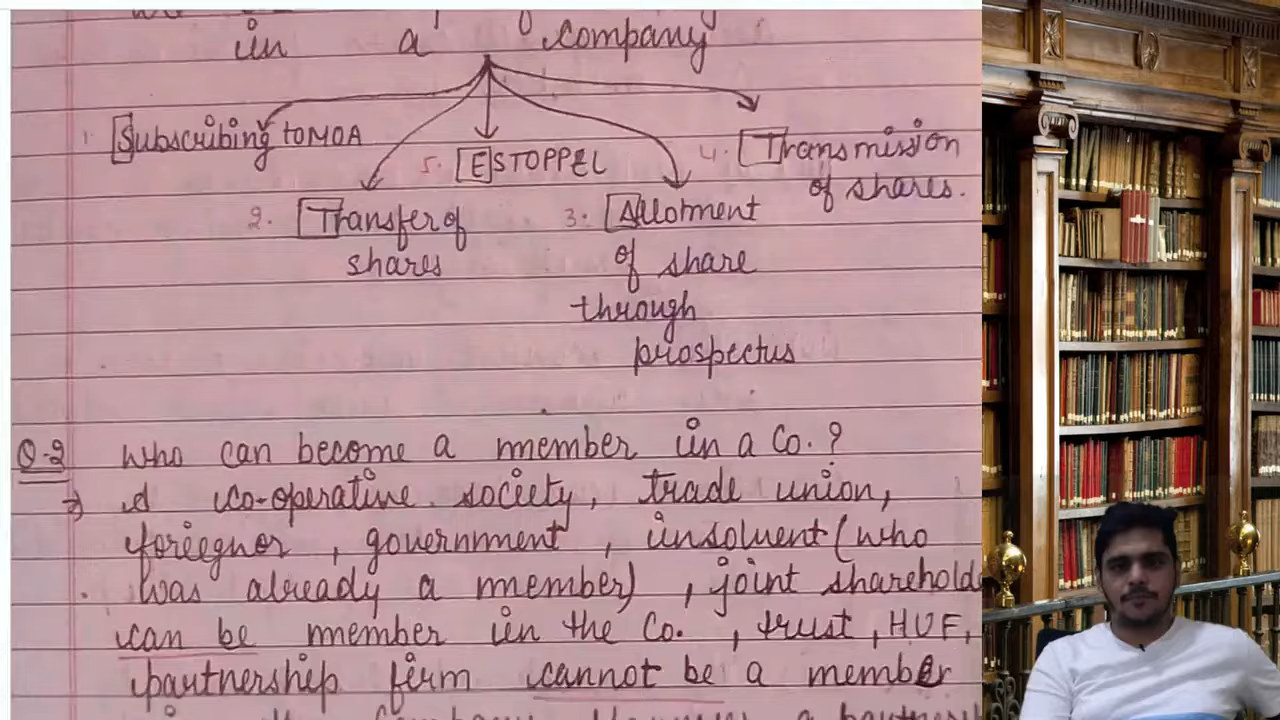 in a company
1. Subscribing to MOA
5. ESTOPPEL
4. Transmission
of shares.
2. Transfer of
shares
3. Allotment
of share
through
prospectus
Q-2 Who can become a member in a Co. ?
→ A co-operative society, trade union,
foreigner, government, insolvent (who
was already a member), joint sharehold
can be member in the Co. , trust, HUF,
partnership firm cannot be a member